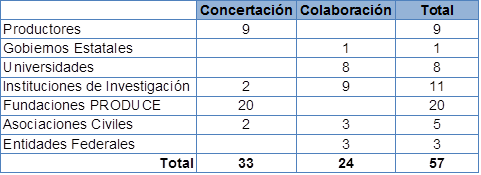 Concertación Colaboración Total
Productores 9 9
Gobiernos Estatales 1 1
Universidades 8 8
Instituciones de Investigación 2 9 11
Fundaciones PRODUCE 20 20
Asociaciones Civiles 2 3 5
Entidades Federales 3 3
Total 33 24 57